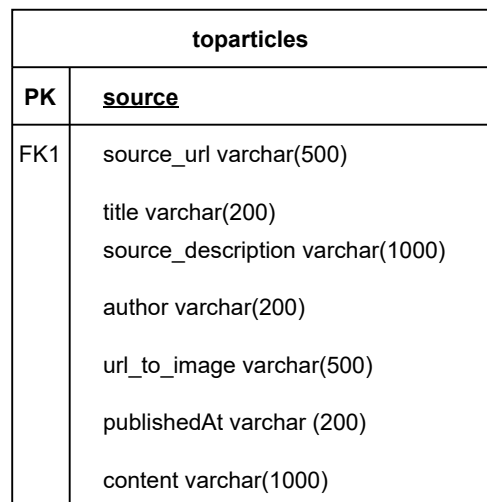 toparticles
PK source
FK1 source_url varchar(500)
title varchar(200)
source_description varchar(1000)
author varchar(200)
url_to_image varchar(500)
publishedAt varchar (200)
content varchar(1000)